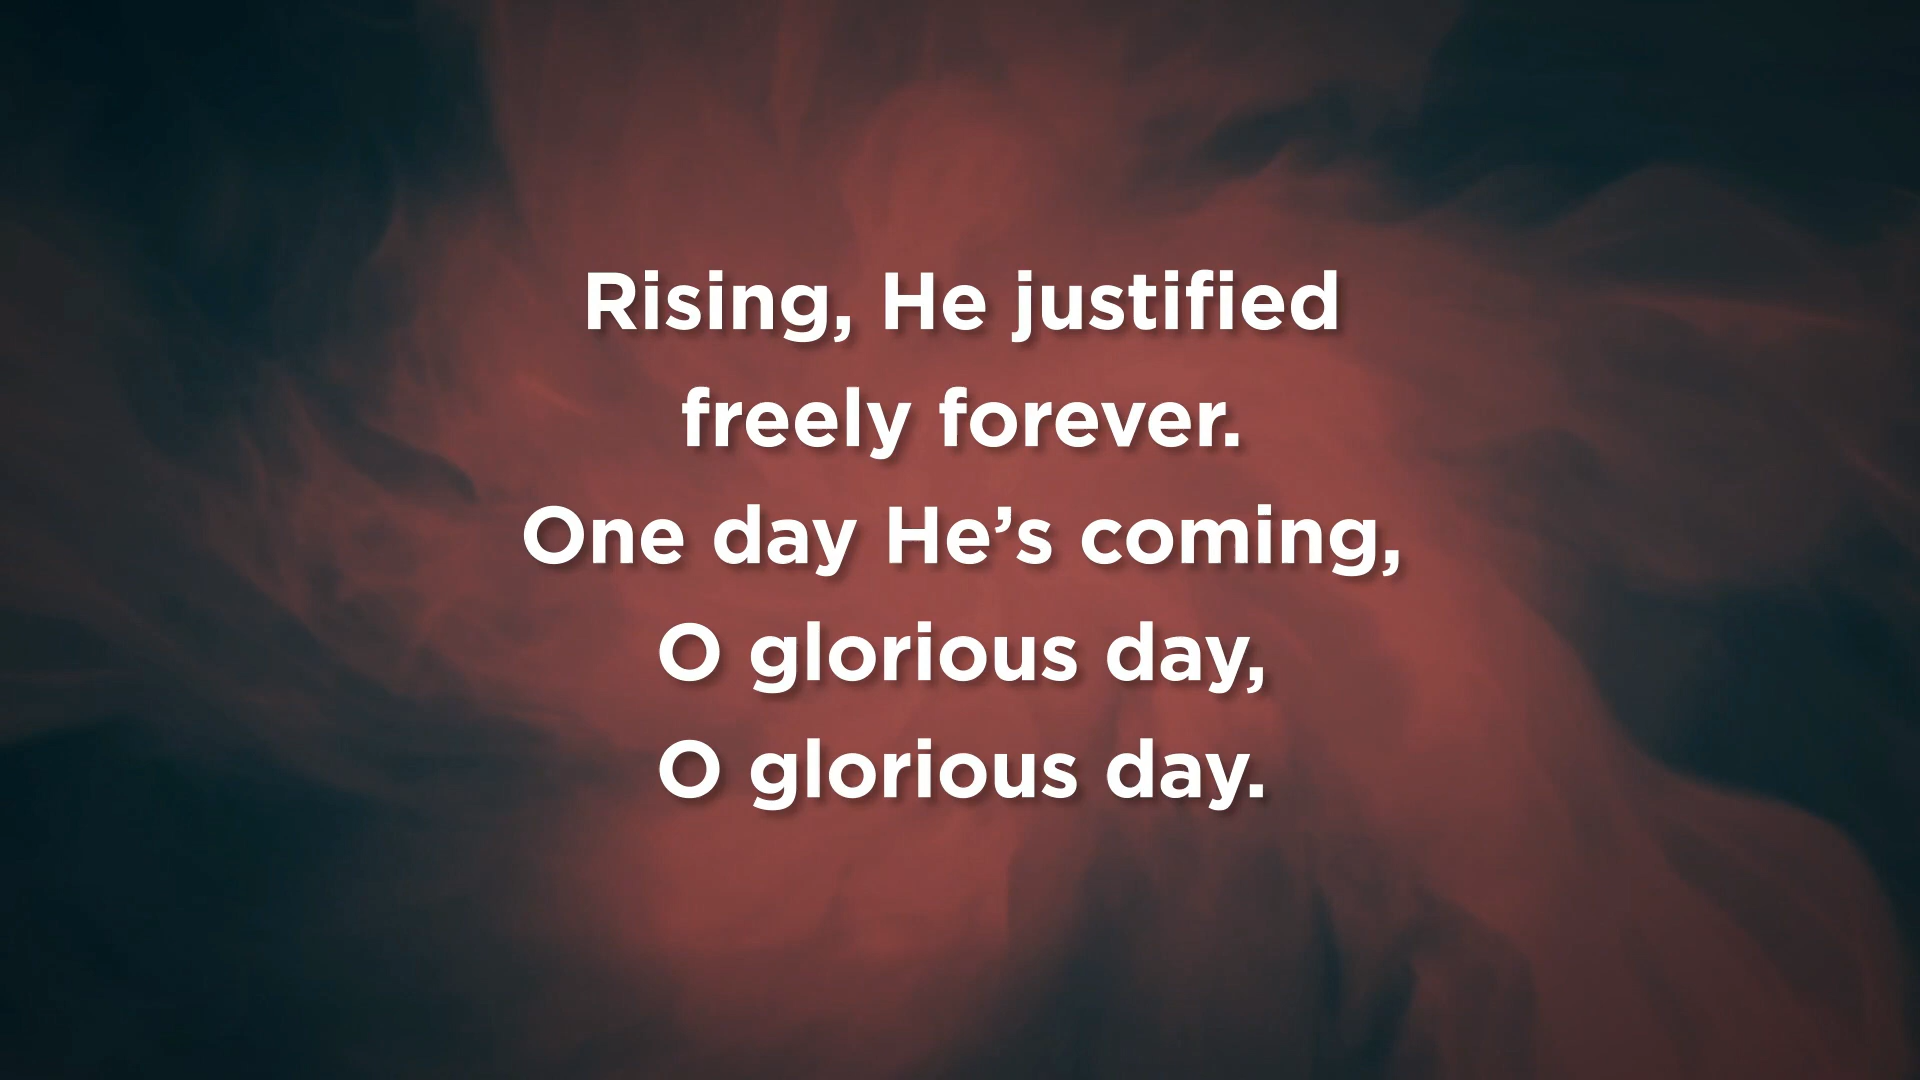 Rising, He justified
freely forever.
One day He’s coming,
O glorious day,
O glorious day.